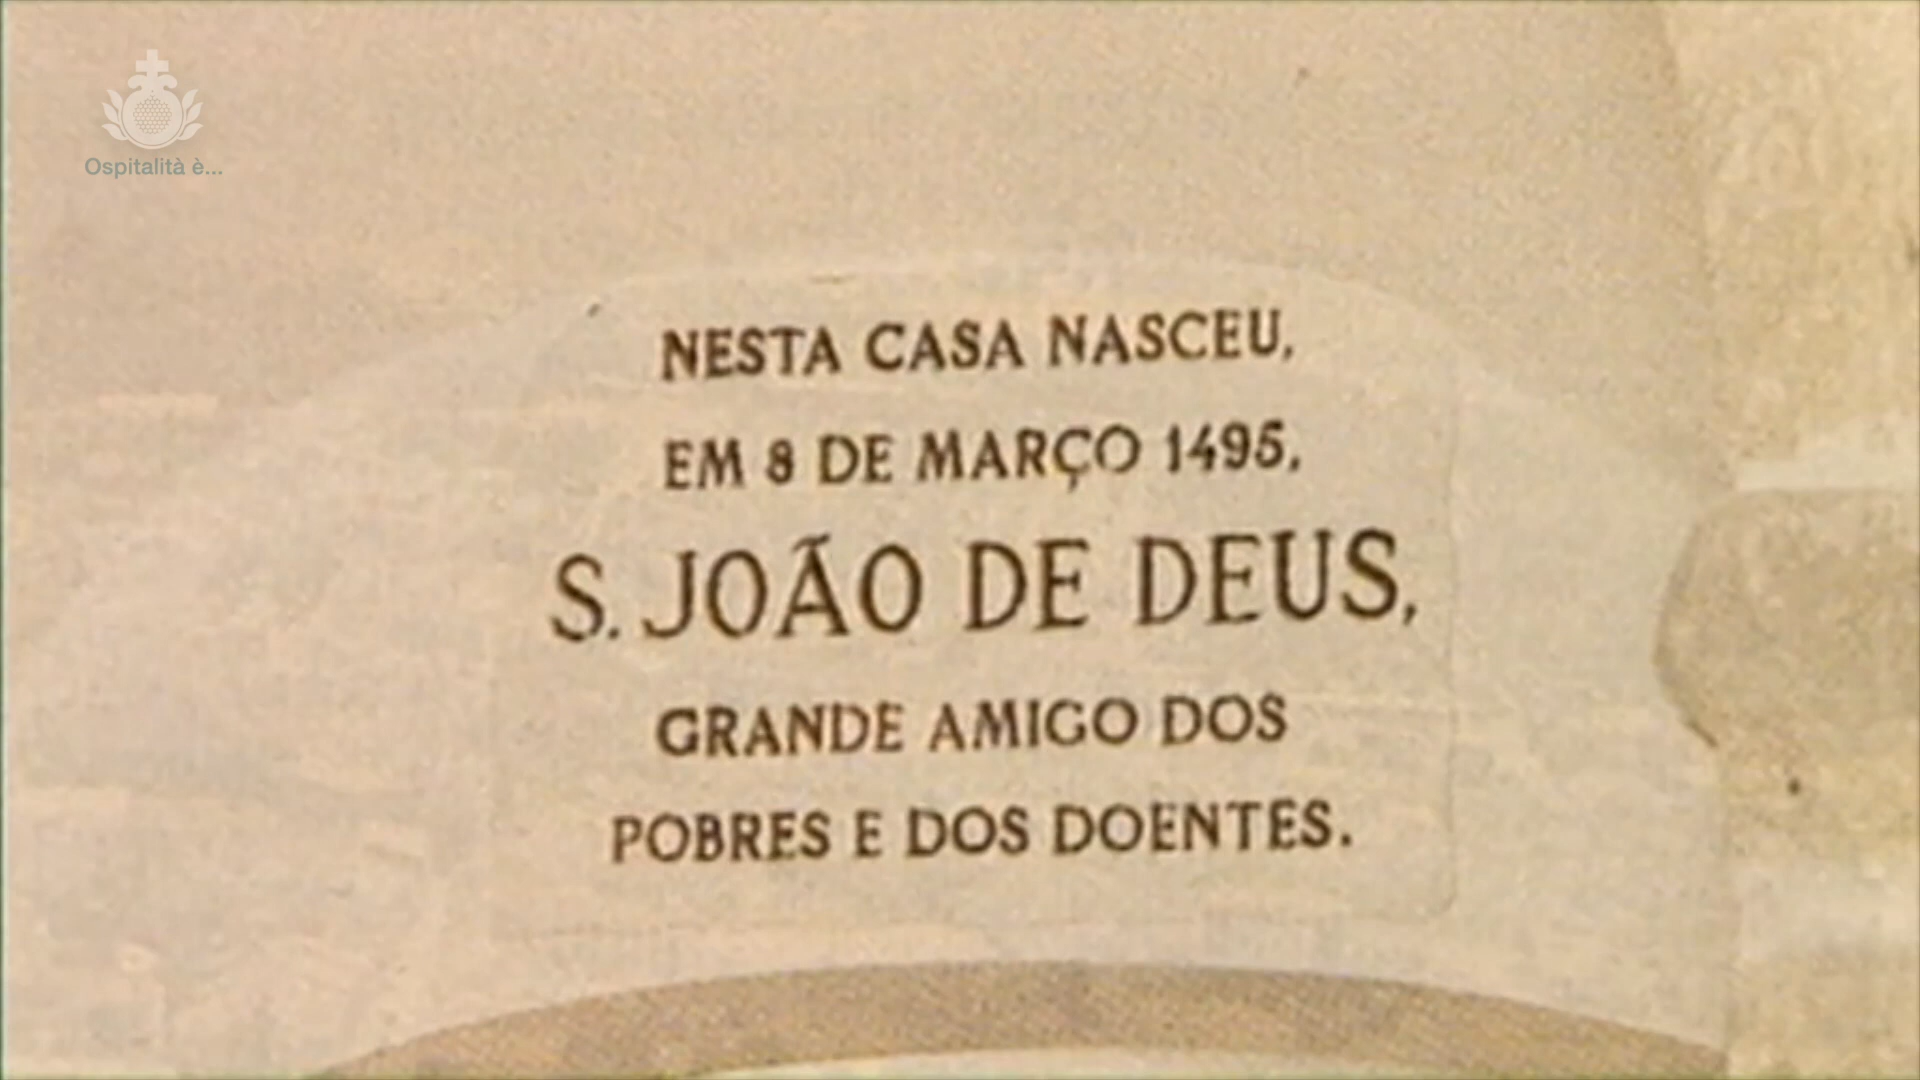 Ospitalità è...
NESTA CASA NASCEU,
EM 8 DE MARÇO 1495,
S. JOÃO DE DEUS,
GRANDE AMIGO DOS
POBRES E DOS DOENTES.